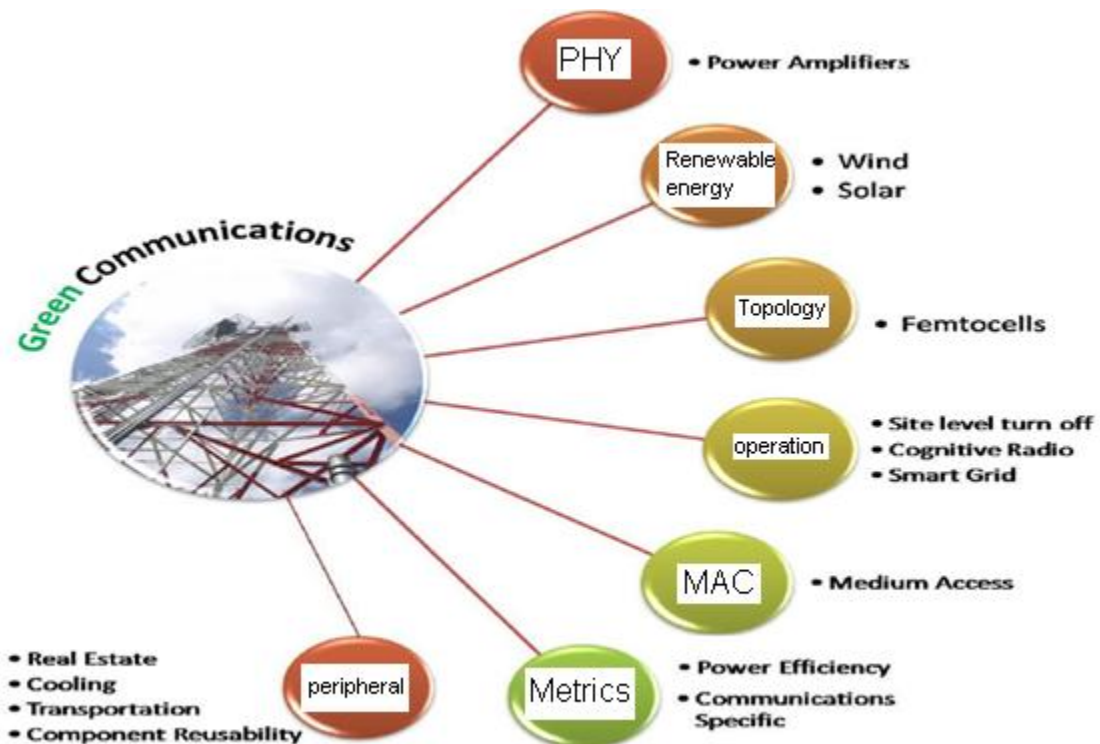 Green Communications
PHY
• Power Amplifiers
Renewable
energy
• Wind
• Solar
Topology
• Femtocells
operation
• Site level turn off
• Cognitive Radio
• Smart Grid
MAC
• Medium Access
Metrics
• Power Efficiency
• Communications
Specific
peripheral
• Real Estate
• Cooling
• Transportation
• Component Reusability